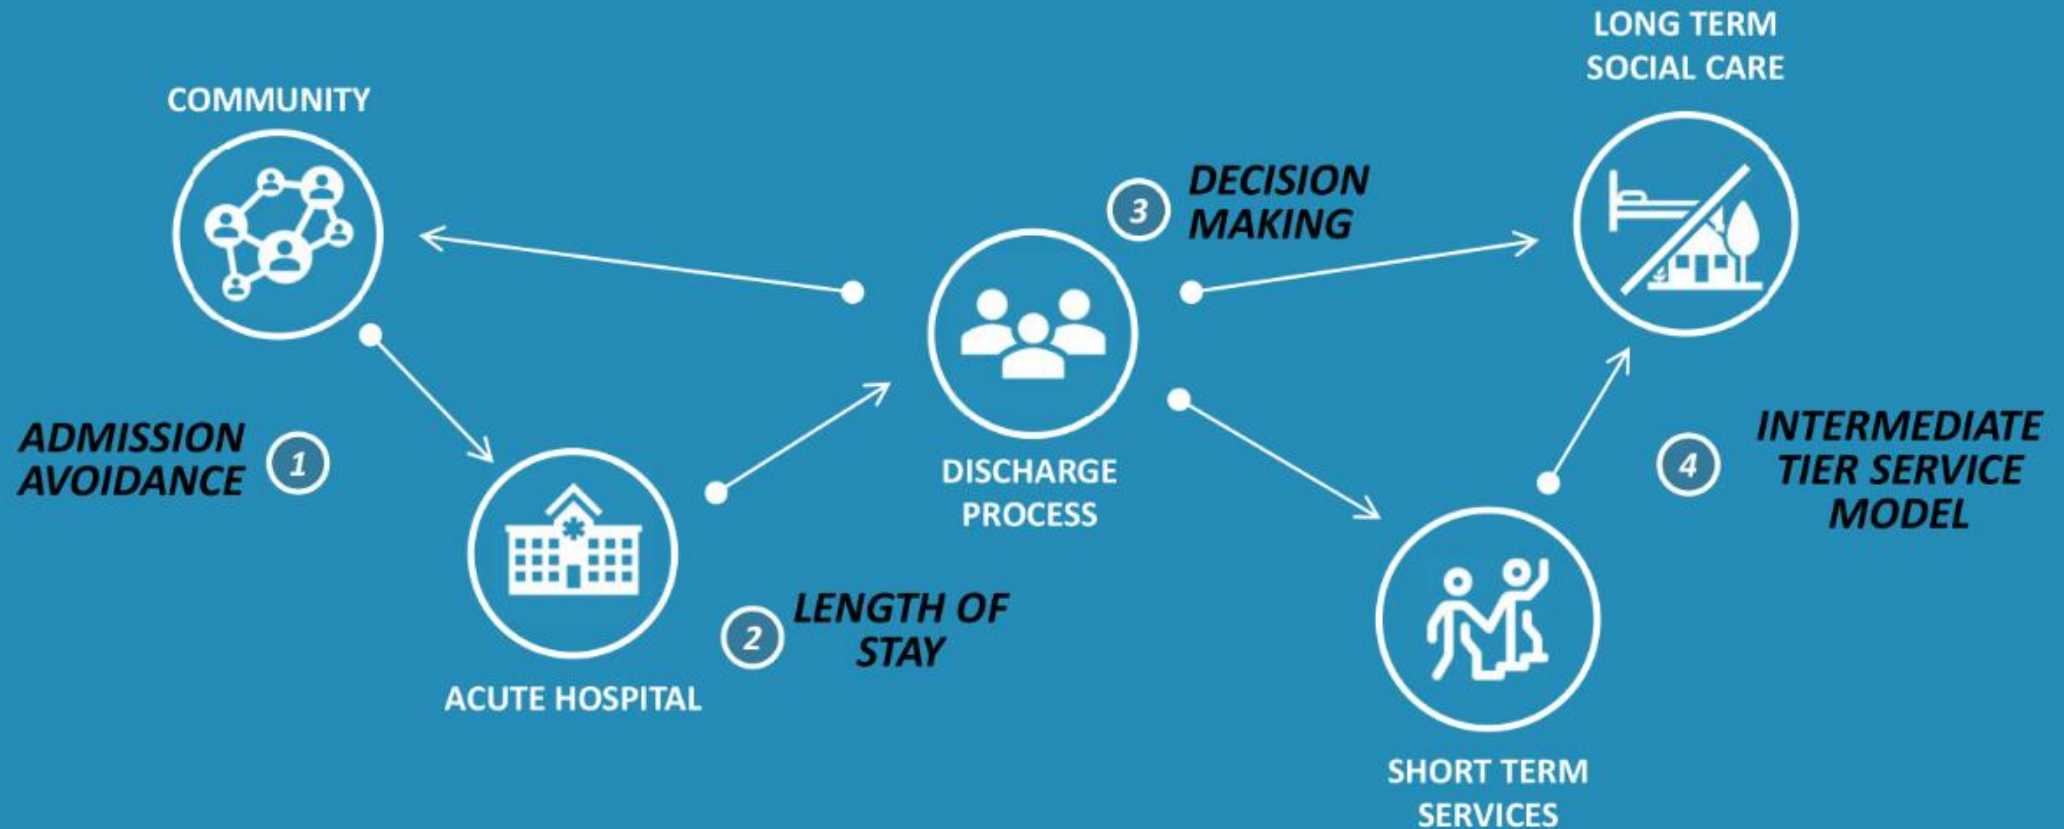 COMMUNITY
1
ADMISSION
AVOIDANCE
ACUTE HOSPITAL
2
LENGTH OF
STAY
DISCHARGE
PROCESS
3
DECISION
MAKING
LONG TERM
SOCIAL CARE
4
INTERMEDIATE
TIER SERVICE
MODEL
SHORT TERM
SERVICES